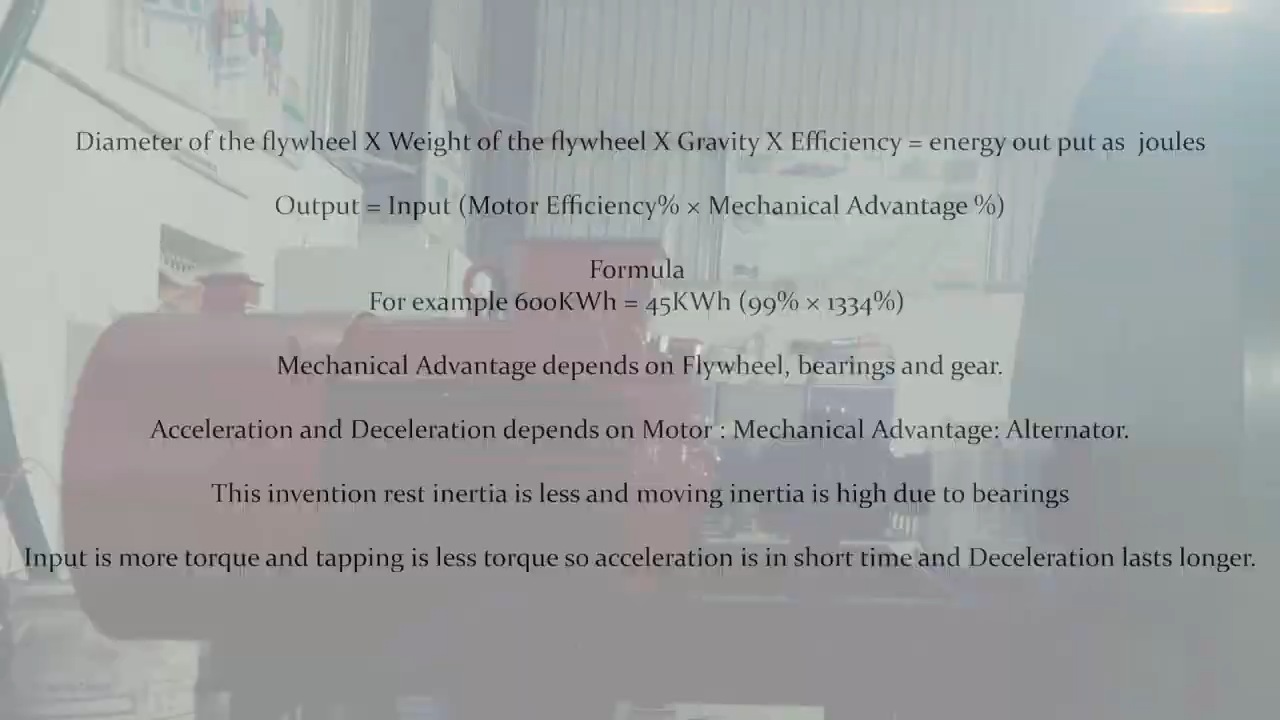 Diameter of the flywheel X Weight of the flywheel X Gravity X Efficiency = energy out put as joules
Output = Input (Motor Efficiency% × Mechanical Advantage %)
Formula
For example 600KWh = 45KWh (99% × 1334%)
Mechanical Advantage depends on Flywheel, bearings and gear.
Acceleration and Deceleration depends on Motor : Mechanical Advantage: Alternator.
This invention rest inertia is less and moving inertia is high due to bearings
Input is more torque and tapping is less torque so acceleration is in short time and Deceleration lasts longer.